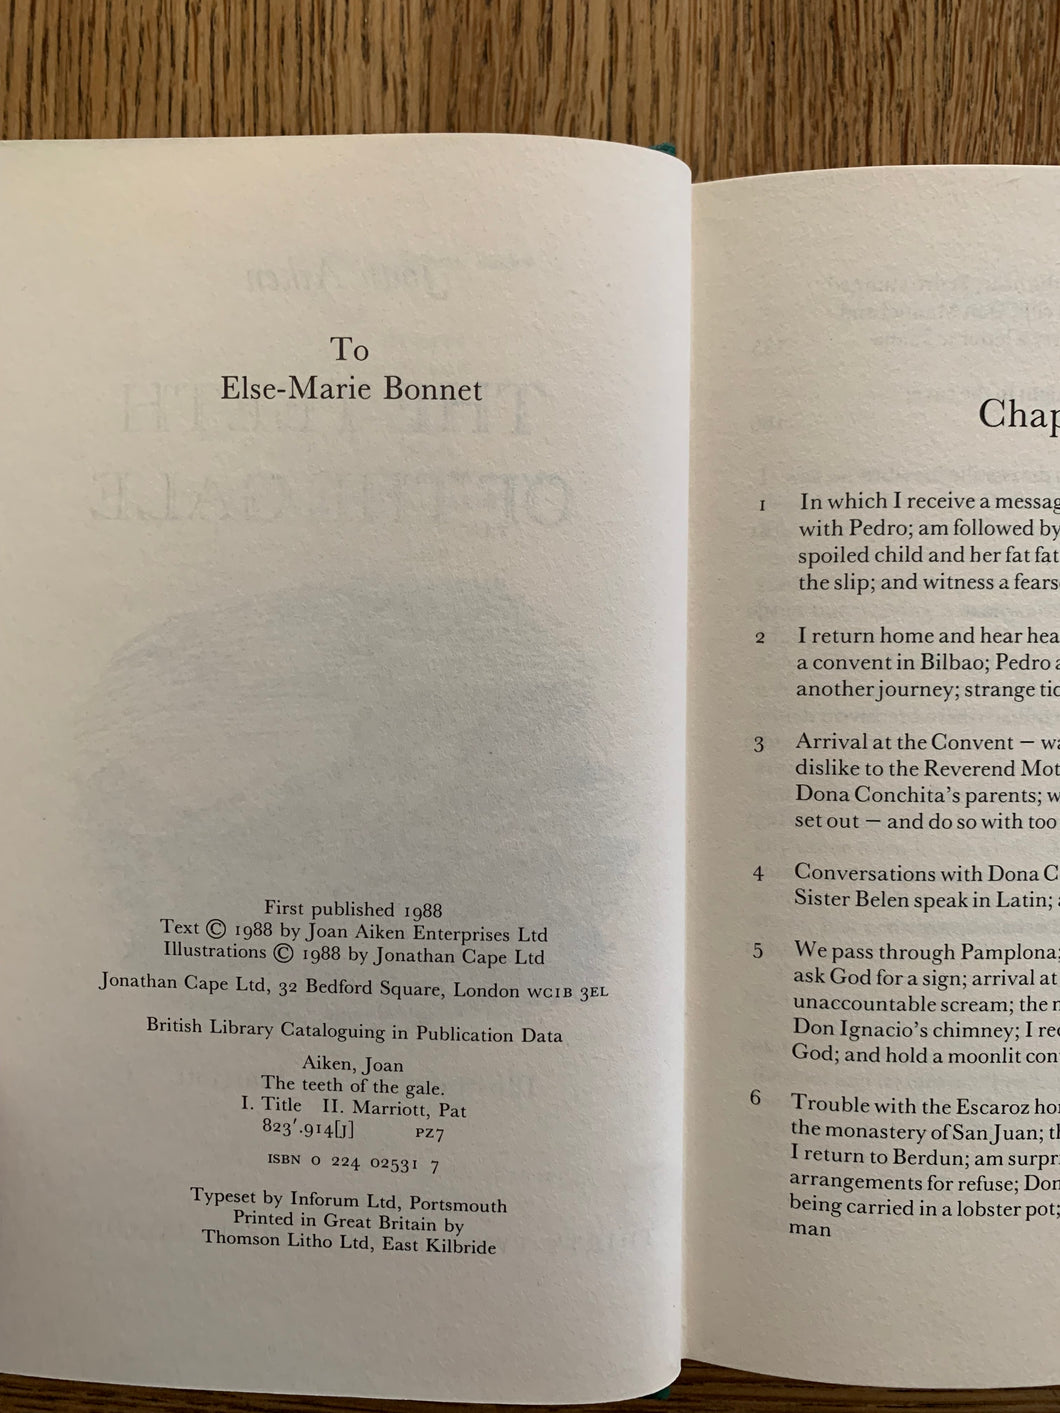 To
Else-Marie Bonnet
First published 1988
Text © 1988 by Joan Aiken Enterprises Ltd
Illustrations © 1988 by Jonathan Cape Ltd
Jonathan Cape Ltd, 32 Bedford Square, London WC1B 3EL
British Library Cataloguing in Publication Data
Aiken, Joan
The teeth of the gale.
I. Title II. Marriott, Pat
823'.914[J] PZ7
ISBN 0 224 02531 7
Typeset by Inforum Ltd, Portsmouth
Printed in Great Britain by
Thomson Litho Ltd, East Kilbride
Chap
1 In which I receive a messag
with Pedro; am followed by
spoiled child and her fat fat
the slip; and witness a fears
2 I return home and hear hea
a convent in Bilbao; Pedro a
another journey; strange tid
3 Arrival at the Convent – wa
dislike to the Reverend Mot
Dona Conchita's parents; w
set out – and do so with too
4 Conversations with Dona C
Sister Belen speak in Latin; a
5 We pass through Pamplona;
ask God for a sign; arrival at
unaccountable scream; the n
Don Ignacio's chimney; I rec
God; and hold a moonlit con
6 Trouble with the Escaroz hor
the monastery of San Juan; th
I return to Berdun; am surpri
arrangements for refuse; Don
being carried in a lobster pot;
man